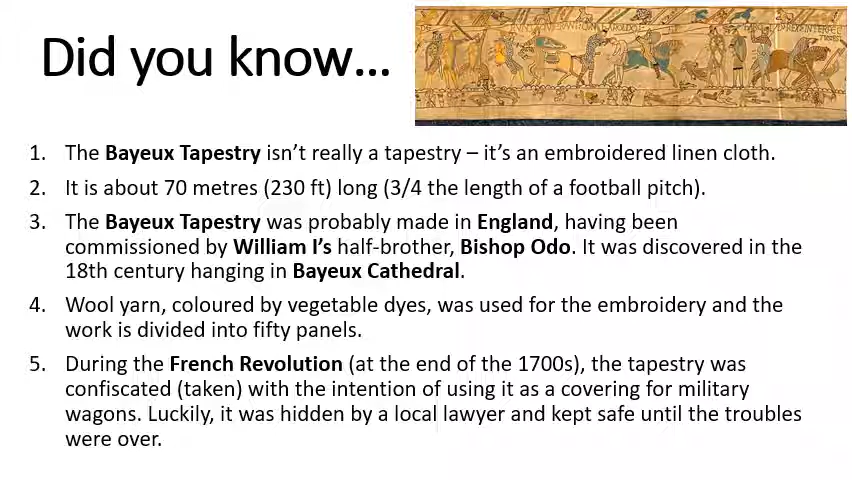 Did you know...
1. The Bayeux Tapestry isn't really a tapestry – it's an embroidered linen cloth.
2. It is about 70 metres (230 ft) long (3/4 the length of a football pitch).
3. The Bayeux Tapestry was probably made in England, having been
commissioned by William I's half-brother, Bishop Odo. It was discovered in the
18th century hanging in Bayeux Cathedral.
4. Wool yarn, coloured by vegetable dyes, was used for the embroidery and the
work is divided into fifty panels.
5. During the French Revolution (at the end of the 1700s), the tapestry was
confiscated (taken) with the intention of using it as a covering for military
wagons. Luckily, it was hidden by a local lawyer and kept safe until the troubles
were over.